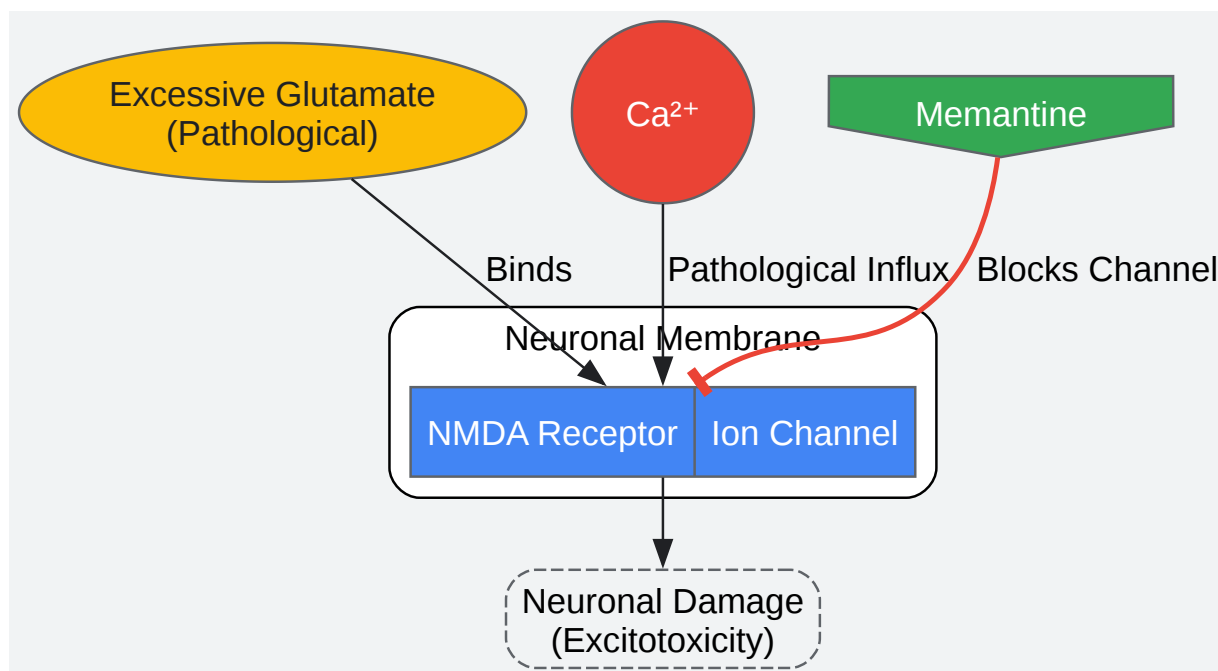 Excessive Glutamate
(Pathological)
Ca²⁺
Memantine
Binds
Pathological Influx
Blocks Channel
Neuronal Membrane
NMDA Receptor
Ion Channel
Neuronal Damage
(Excitotoxicity)